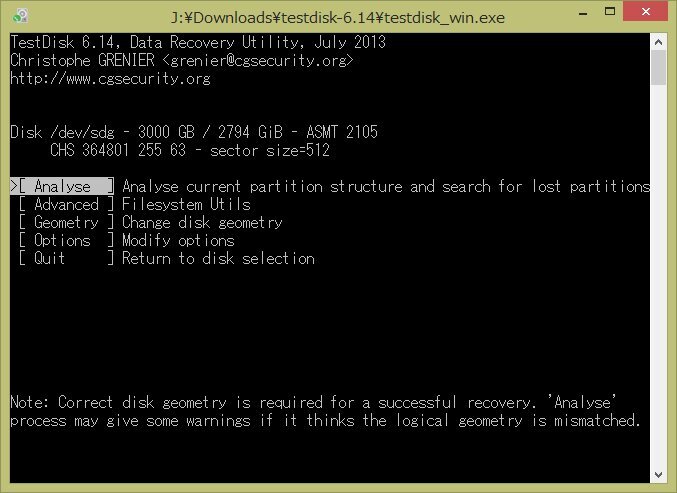 J:¥Downloads¥testdisk-6.14¥testdisk_win.exe
TestDisk 6.14, Data Recovery Utility, July 2013
Christophe GRENIER <grenier@cgsecurity.org>
http://www.cgsecurity.org
Disk /dev/sdg - 3000 GB / 2794 GiB - ASMT 2105
CHS 364801 255 63 - sector size=512
>[ Analyse ] Analyse current partition structure and search for lost partitions
[ Advanced ] Filesystem Utils
[ Geometry ] Change disk geometry
[ Options ] Modify options
[ Quit ] Return to disk selection
Note: Correct disk geometry is required for a successful recovery. 'Analyse'
process may give some warnings if it thinks the logical geometry is mismatched.